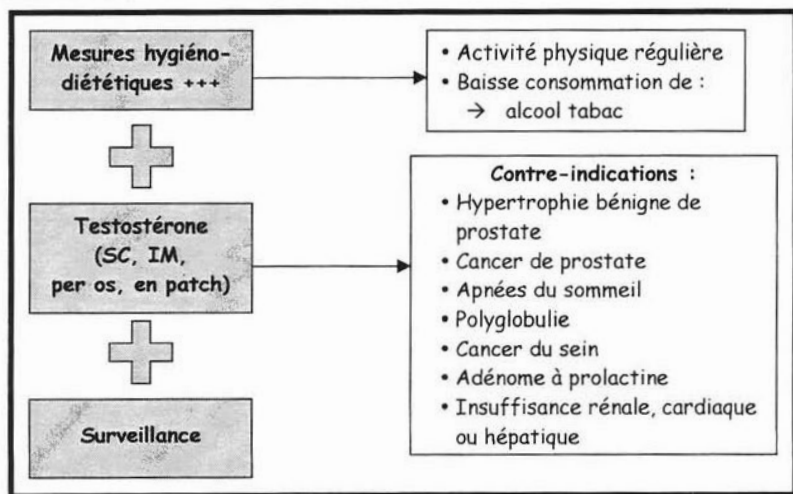 Mesures hygiéno-
diététiques +++
• Activité physique régulière
• Baisse consommation de :
→ alcool tabac
Testostérone
(SC, IM,
per os, en patch)
Contre-indications :
• Hypertrophie bénigne de
prostate
• Cancer de prostate
• Apnées du sommeil
• Polyglobulie
• Cancer du sein
• Adénome à prolactine
• Insuffisance rénale, cardiaque
ou hépatique
Surveillance